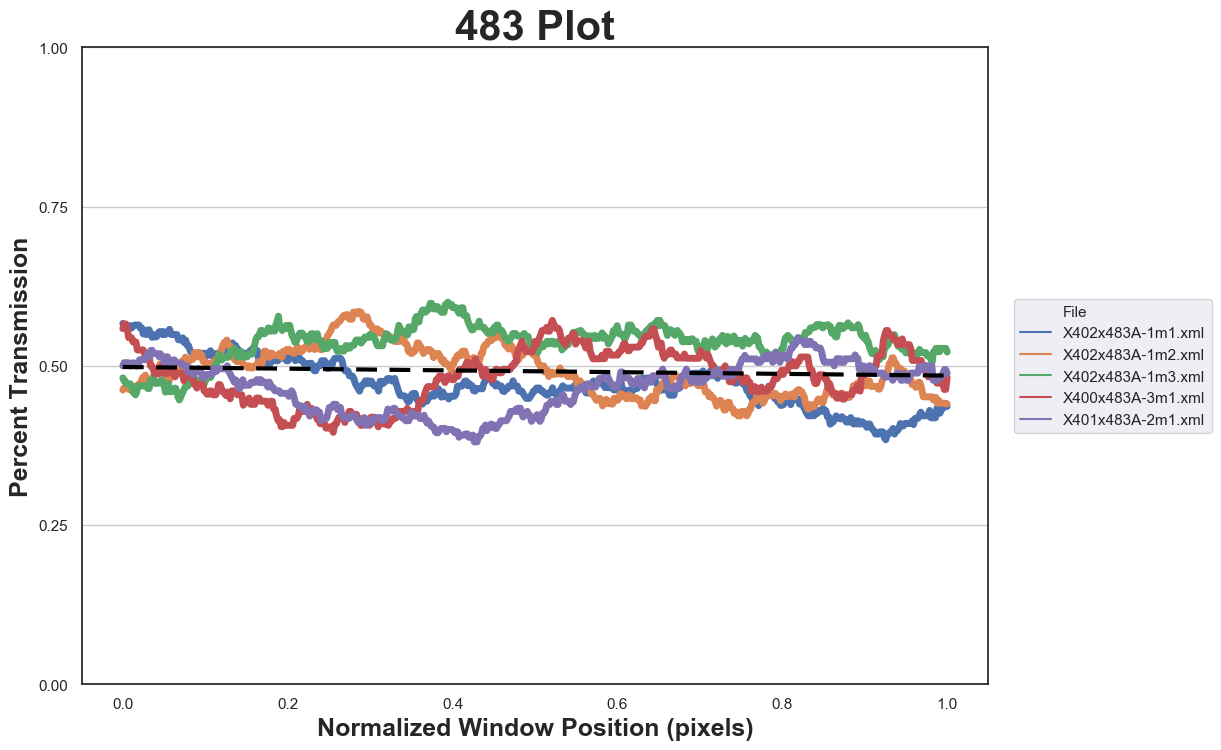 483 Plot
1.00
0.75
0.50
0.25
0.00
Percent Transmission
0.0 0.2 0.4 0.6 0.8 1.0
Normalized Window Position (pixels)
File
X402x483A-1m1.xml
X402x483A-1m2.xml
X402x483A-1m3.xml
X400x483A-3m1.xml
X401x483A-2m1.xml